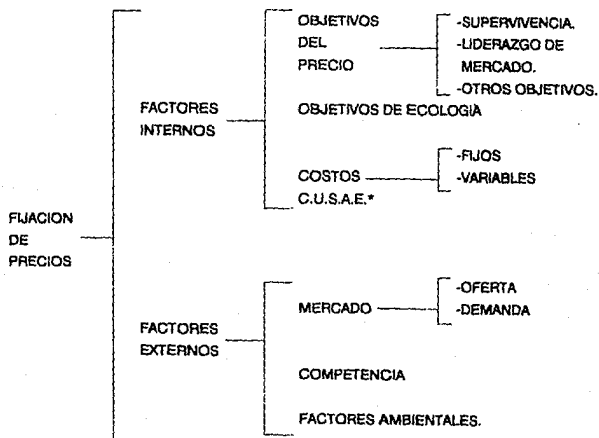 FIJACION
DE
PRECIOS
FACTORES
INTERNOS
OBJETIVOS
DEL
PRECIO
-SUPERVIVENCIA.
-LIDERAZGO DE
MERCADO.
-OTROS OBJETIVOS.
OBJETIVOS DE ECOLOGIA
COSTOS
C.U.S.A.E.*
-FIJOS
-VARIABLES
FACTORES
EXTERNOS
MERCADO
-OFERTA
-DEMANDA
COMPETENCIA
FACTORES AMBIENTALES.